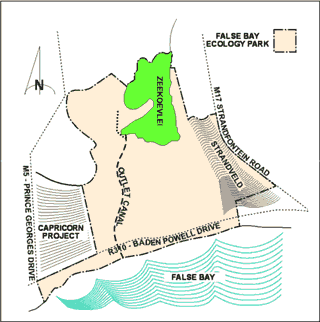 FALSE BAY
ECOLOGY PARK
N
ZEEKOEVLEI
M17 STRANDFONTEIN ROAD
STRANDVELD
OUTLET CANAL
M5 - PRINCE GEORGES DRIVE
CAPRICORN
PROJECT
R310 - BADEN POWELL DRIVE
FALSE BAY